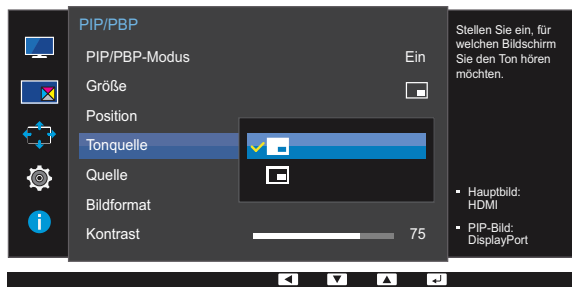 PIP/PBP
PIP/PBP-Modus Ein
Größe
Position
Tonquelle
Quelle
Bildformat
Kontrast 75
Stellen Sie ein, für
welchen Bildschirm
Sie den Ton hören
möchten.
Hauptbild:
HDMI
PIP-Bild:
DisplayPort